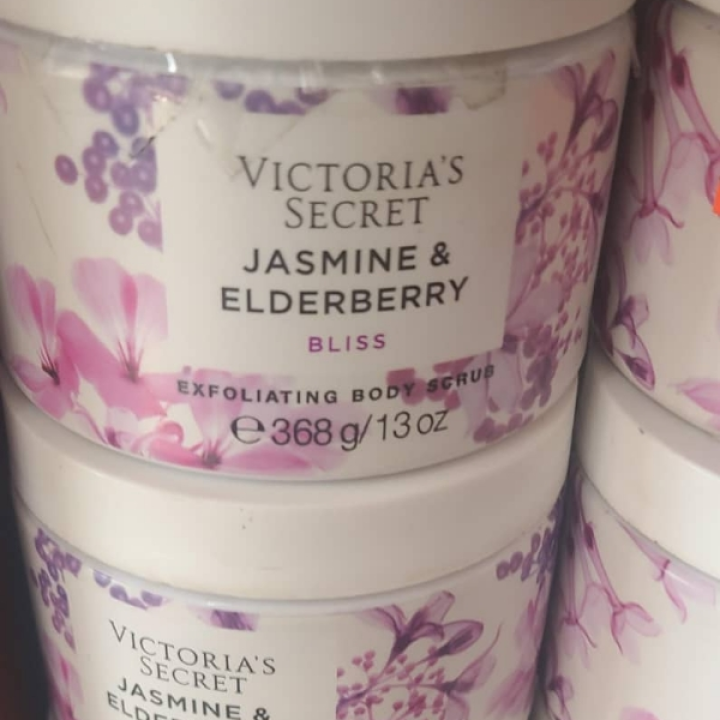 VICTORIA'S
SECRET
JASMINE &
ELDERBERRY
BLISS
EXFOLIATING BODY SCRUB
℮368 g/13 oz
VICTORIA'S
SECRET
JASMINE &